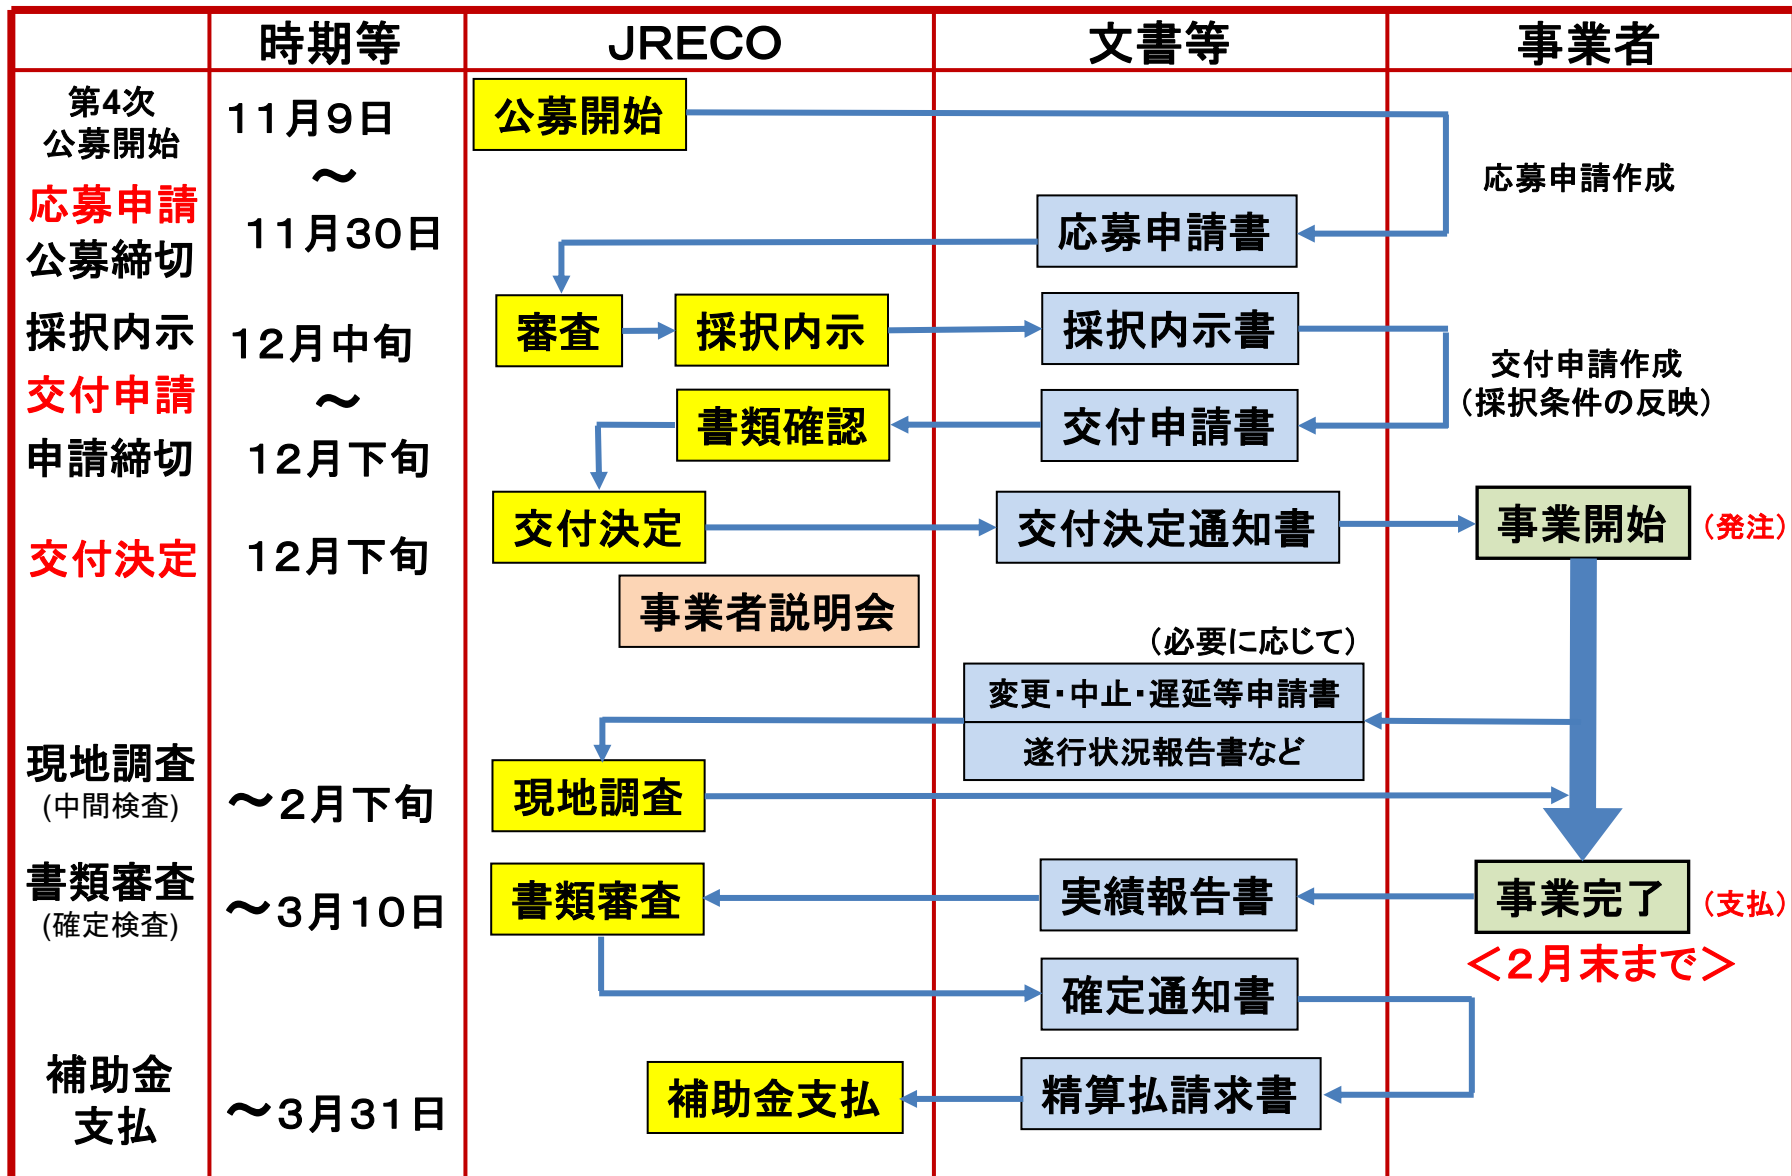 時期等
JRECO
文書等
事業者
第4次
公募開始
11月9日
公募開始
～
応募申請作成
応募申請
11月30日
応募申請書
公募締切
採択内示
12月中旬
審査
採択内示
採択内示書
交付申請作成
（採択条件の反映）
交付申請
～
書類確認
交付申請書
申請締切
12月下旬
交付決定
12月下旬
交付決定
交付決定通知書
事業開始
（発注）
事業者説明会
（必要に応じて）
変更・中止・遅延等申請書
遂行状況報告書など
現地調査
(中間検査)
～2月下旬
現地調査
書類審査
(確定検査)
～3月10日
書類審査
実績報告書
事業完了
（支払）
＜2月末まで＞
確定通知書
補助金
支払
～3月31日
補助金支払
精算払請求書